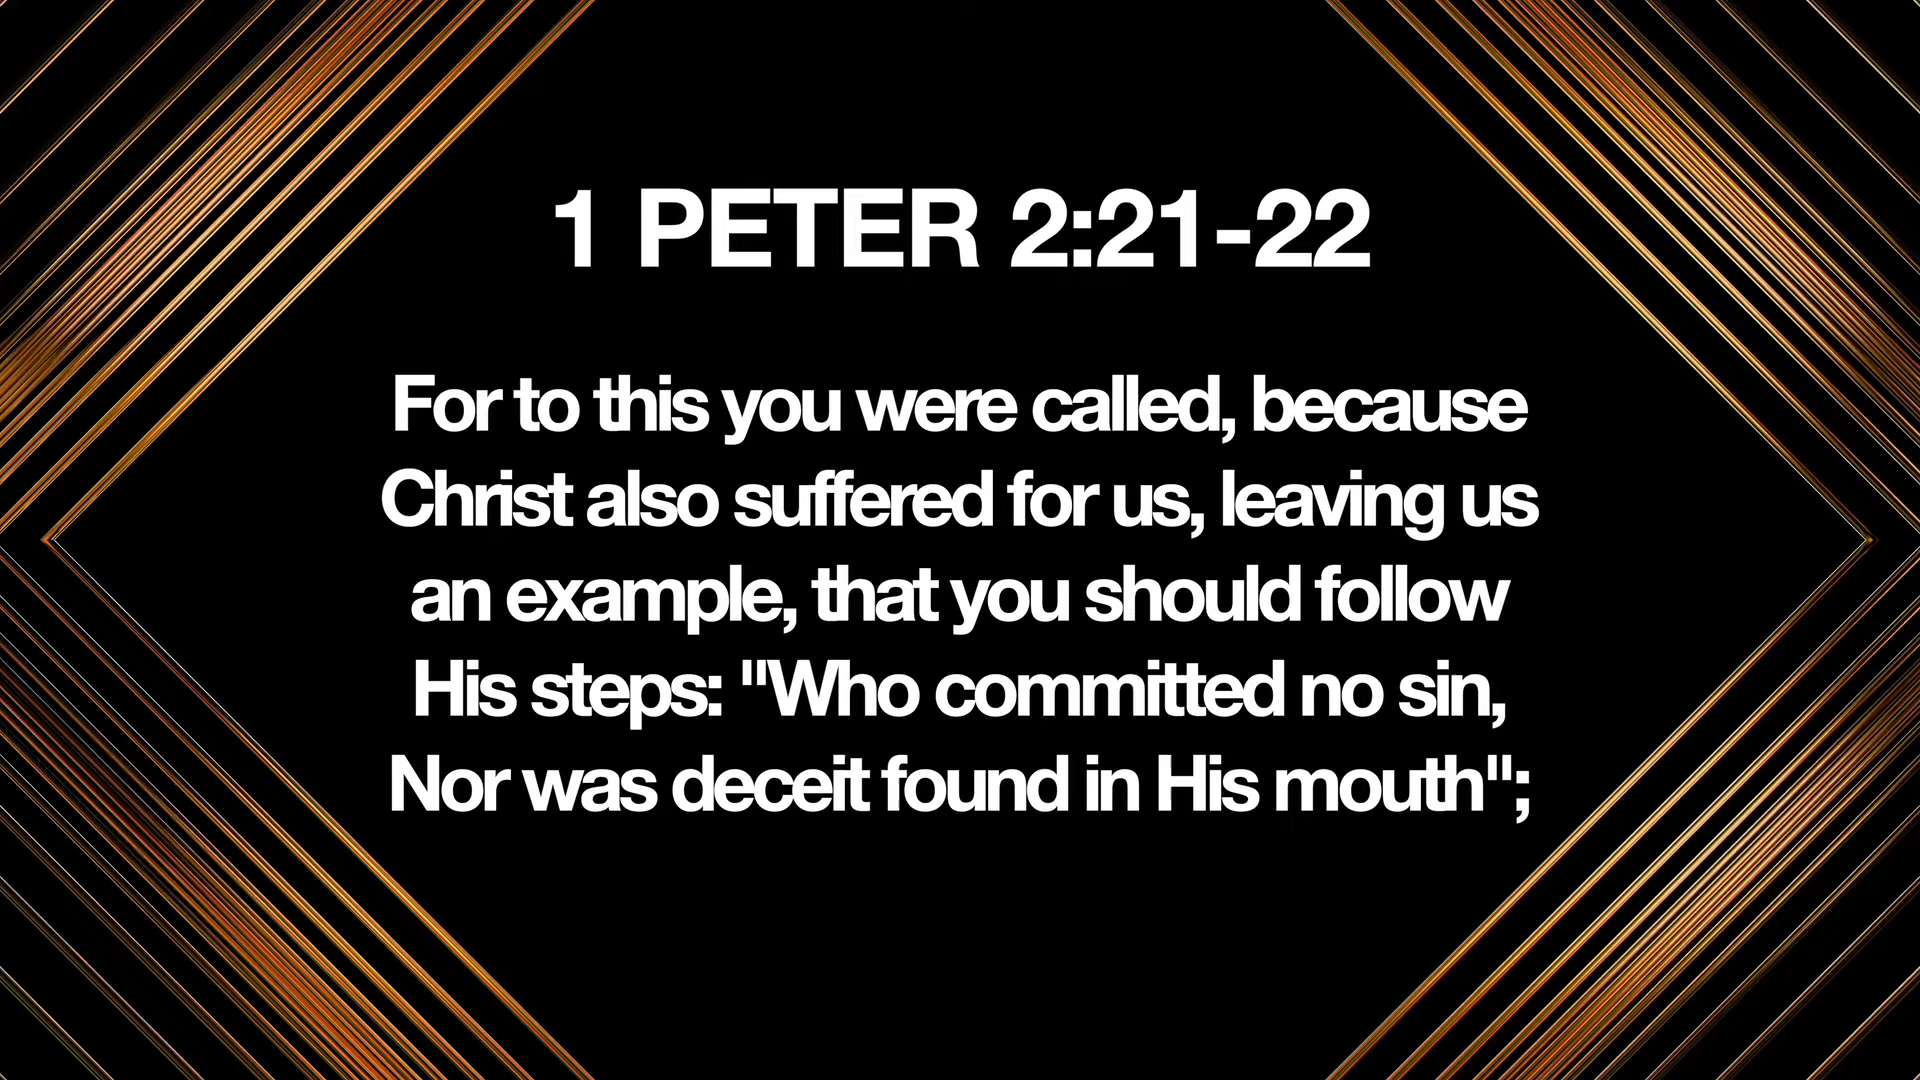 1 PETER 2:21-22
For to this you were called, because
Christ also suffered for us, leaving us
an example, that you should follow
His steps: "Who committed no sin,
Nor was deceit found in His mouth";